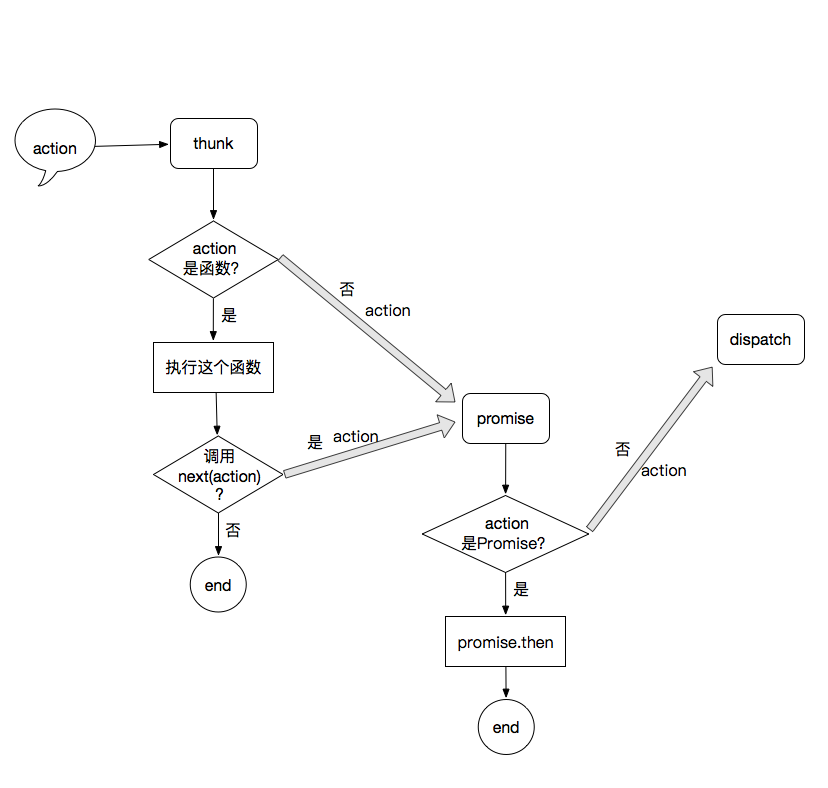 action
thunk
action
是函数?
否
action
是
执行这个函数
调用
next(action)
?
是
action
否
end
promise
action
是Promise?
否
action
dispatch
是
promise.then
end